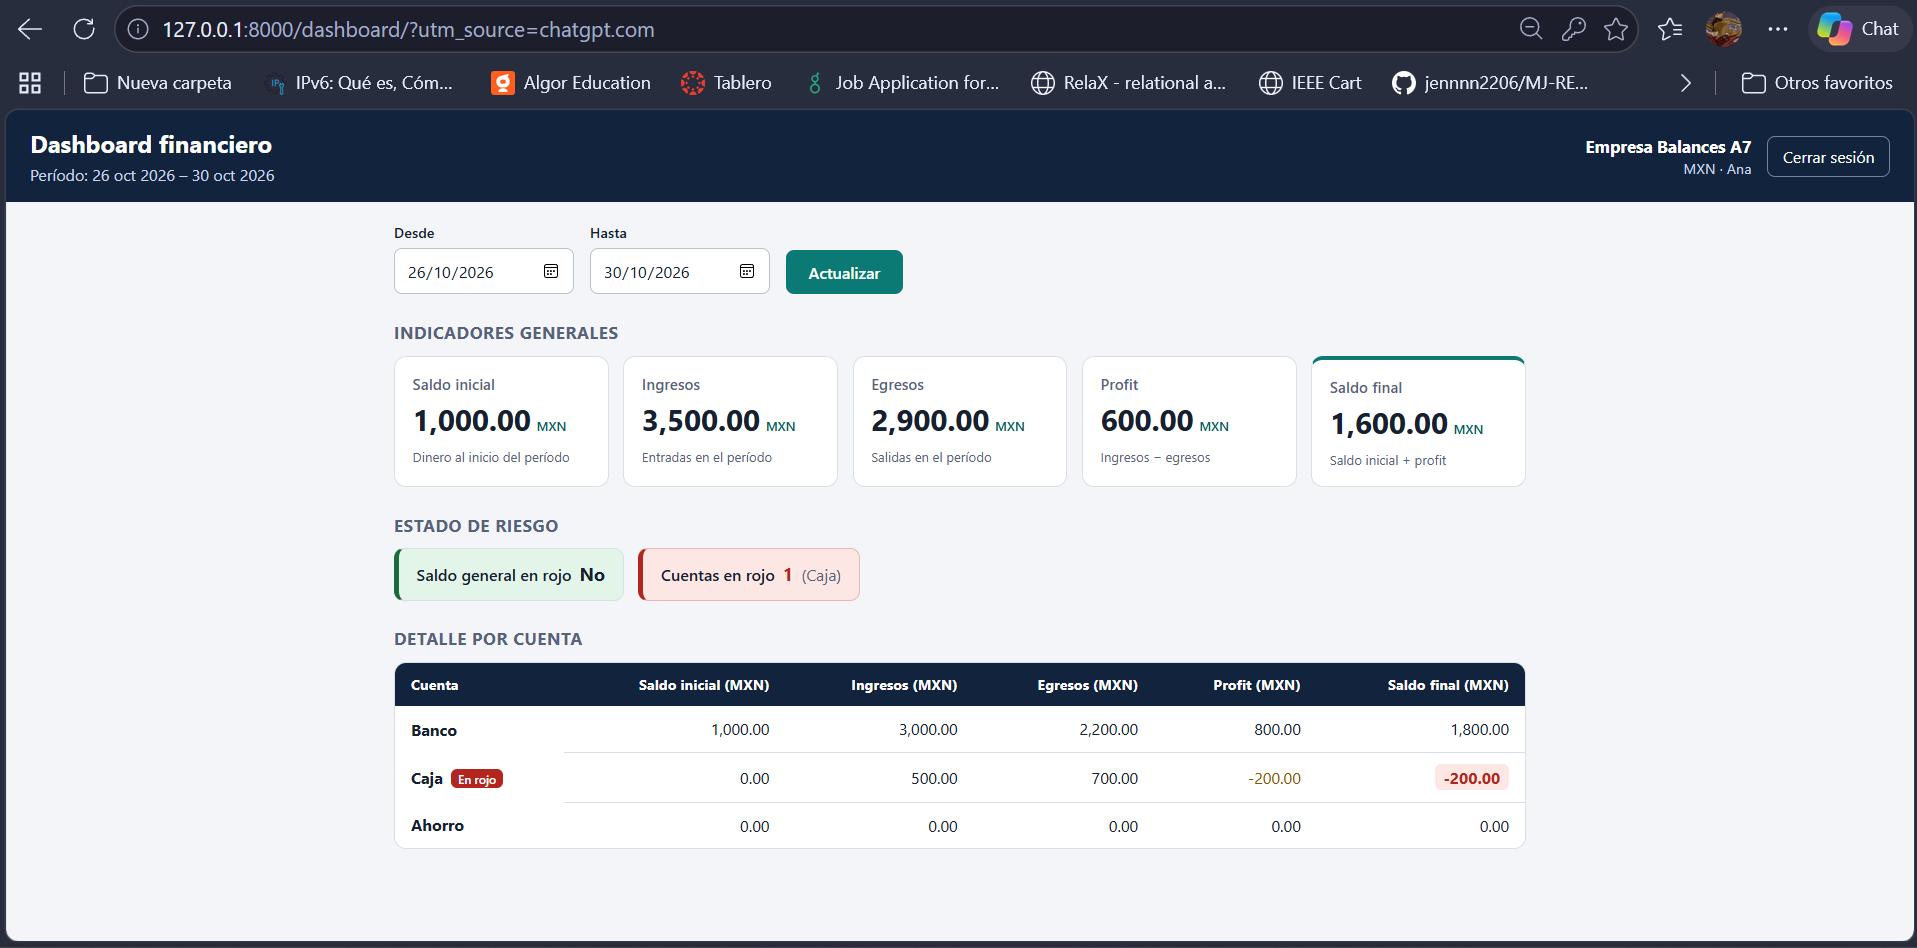 127.0.0.1:8000/dashboard/?utm_source=chatgpt.com
Chat
Nueva carpeta
IPv6: Qué es, Cóm...
Algor Education
Tablero
Job Application for...
RelaX - relational a...
IEEE Cart
jennnn2206/MJ-RE...
Otros favoritos
Dashboard financiero
Período: 26 oct 2026 – 30 oct 2026
Empresa Balances A7
MXN · Ana
Cerrar sesión
Desde
Hasta
26/10/2026
30/10/2026
Actualizar
INDICADORES GENERALES
Saldo inicial
1,000.00 MXN
Dinero al inicio del período
Ingresos
3,500.00 MXN
Entradas en el período
Egresos
2,900.00 MXN
Salidas en el período
Profit
600.00 MXN
Ingresos − egresos
Saldo final
1,600.00 MXN
Saldo inicial + profit
ESTADO DE RIESGO
Saldo general en rojo No
Cuentas en rojo 1 (Caja)
DETALLE POR CUENTA
Cuenta Saldo inicial (MXN) Ingresos (MXN) Egresos (MXN) Profit (MXN) Saldo final (MXN)
Banco 1,000.00 3,000.00 2,200.00 800.00 1,800.00
Caja En rojo 0.00 500.00 700.00 -200.00 -200.00
Ahorro 0.00 0.00 0.00 0.00 0.00